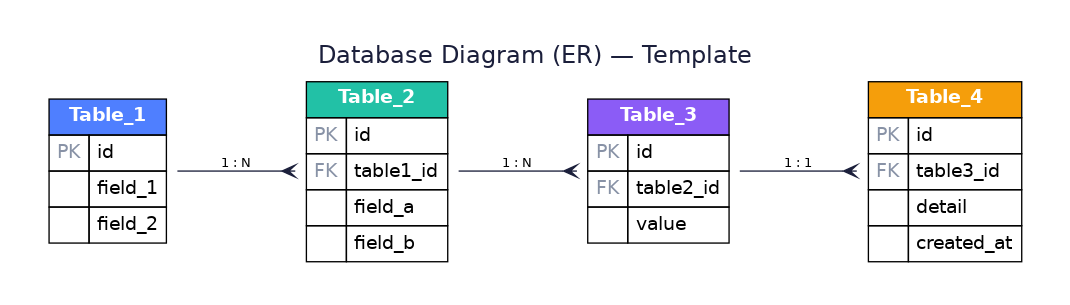 Database Diagram (ER) — Template
Table_1
PK id
field_1
field_2
1 : N
Table_2
PK id
FK table1_id
field_a
field_b
1 : N
Table_3
PK id
FK table2_id
value
1 : 1
Table_4
PK id
FK table3_id
detail
created_at